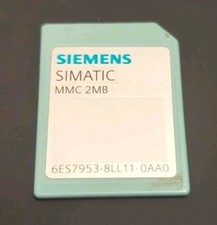 SIEMENS
SIMATIC
MMC 2MB
6ES7953-8LL11-0AA0